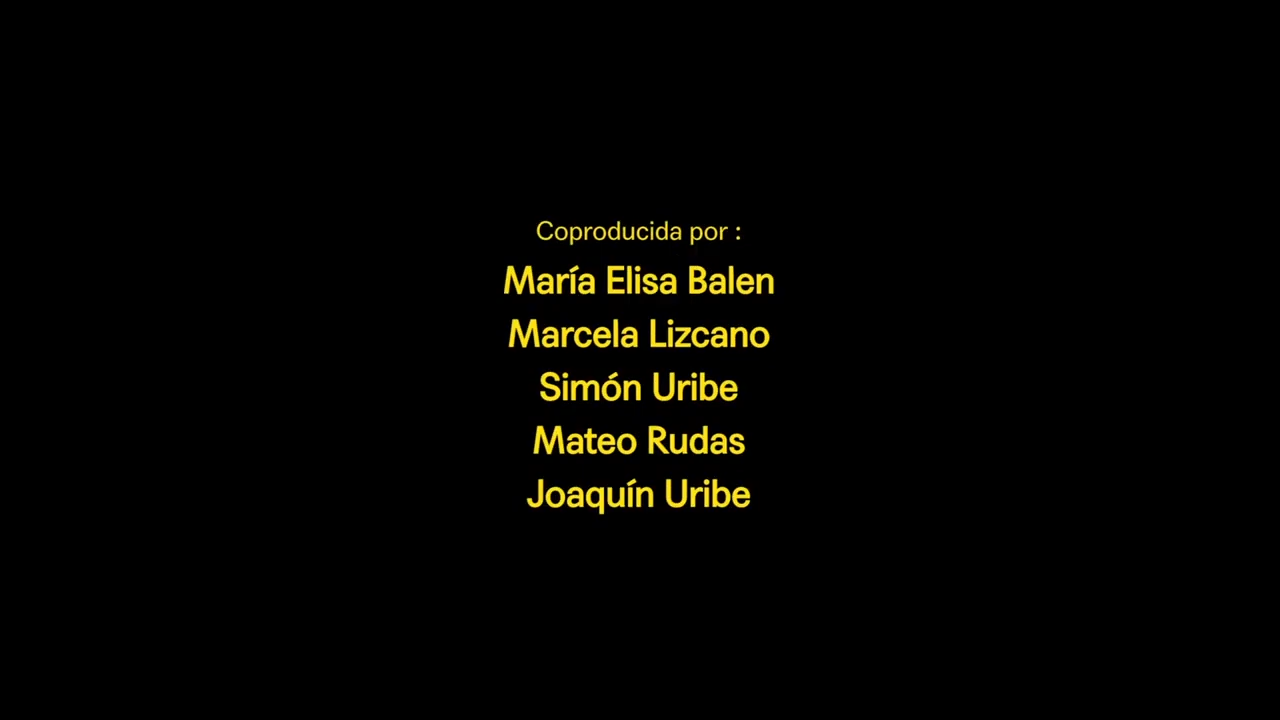 Coproducida por :
María Elisa Balen
Marcela Lizcano
Simón Uribe
Mateo Rudas
Joaquín Uribe